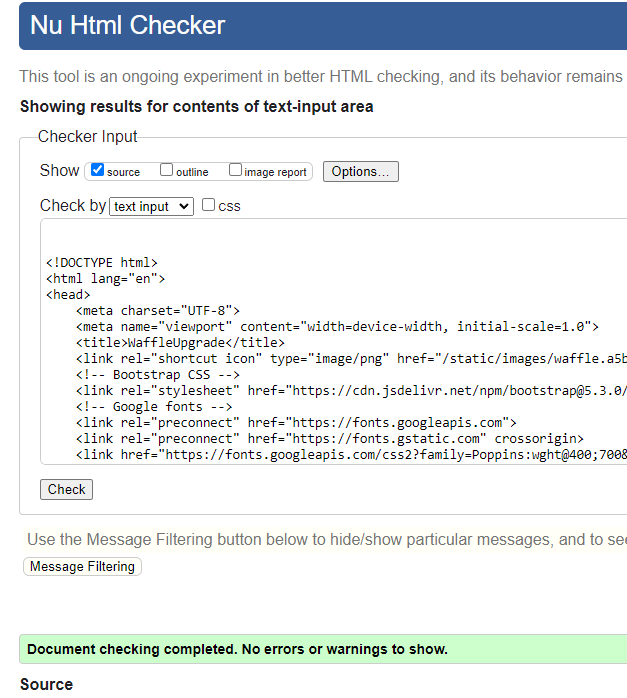 Nu Html Checker
This tool is an ongoing experiment in better HTML checking, and its behavior remains
Showing results for contents of text-input area
Checker Input
Show source outline image report Options...
Check by text input css
<!DOCTYPE html>
<html lang="en">
<head>
    <meta charset="UTF-8">
    <meta name="viewport" content="width=device-width, initial-scale=1.0">
    <title>WaffleUpgrade</title>
    <link rel="shortcut icon" type="image/png" href="/static/images/waffle.a5b
    <!-- Bootstrap CSS -->
    <link rel="stylesheet" href="https://cdn.jsdelivr.net/npm/bootstrap@5.3.0/
    <!-- Google fonts -->
    <link rel="preconnect" href="https://fonts.googleapis.com">
    <link rel="preconnect" href="https://fonts.gstatic.com" crossorigin>
    <link href="https://fonts.googleapis.com/css2?family=Poppins:wght@400;700&
Check
Use the Message Filtering button below to hide/show particular messages, and to see
Message Filtering
Document checking completed. No errors or warnings to show.
Source